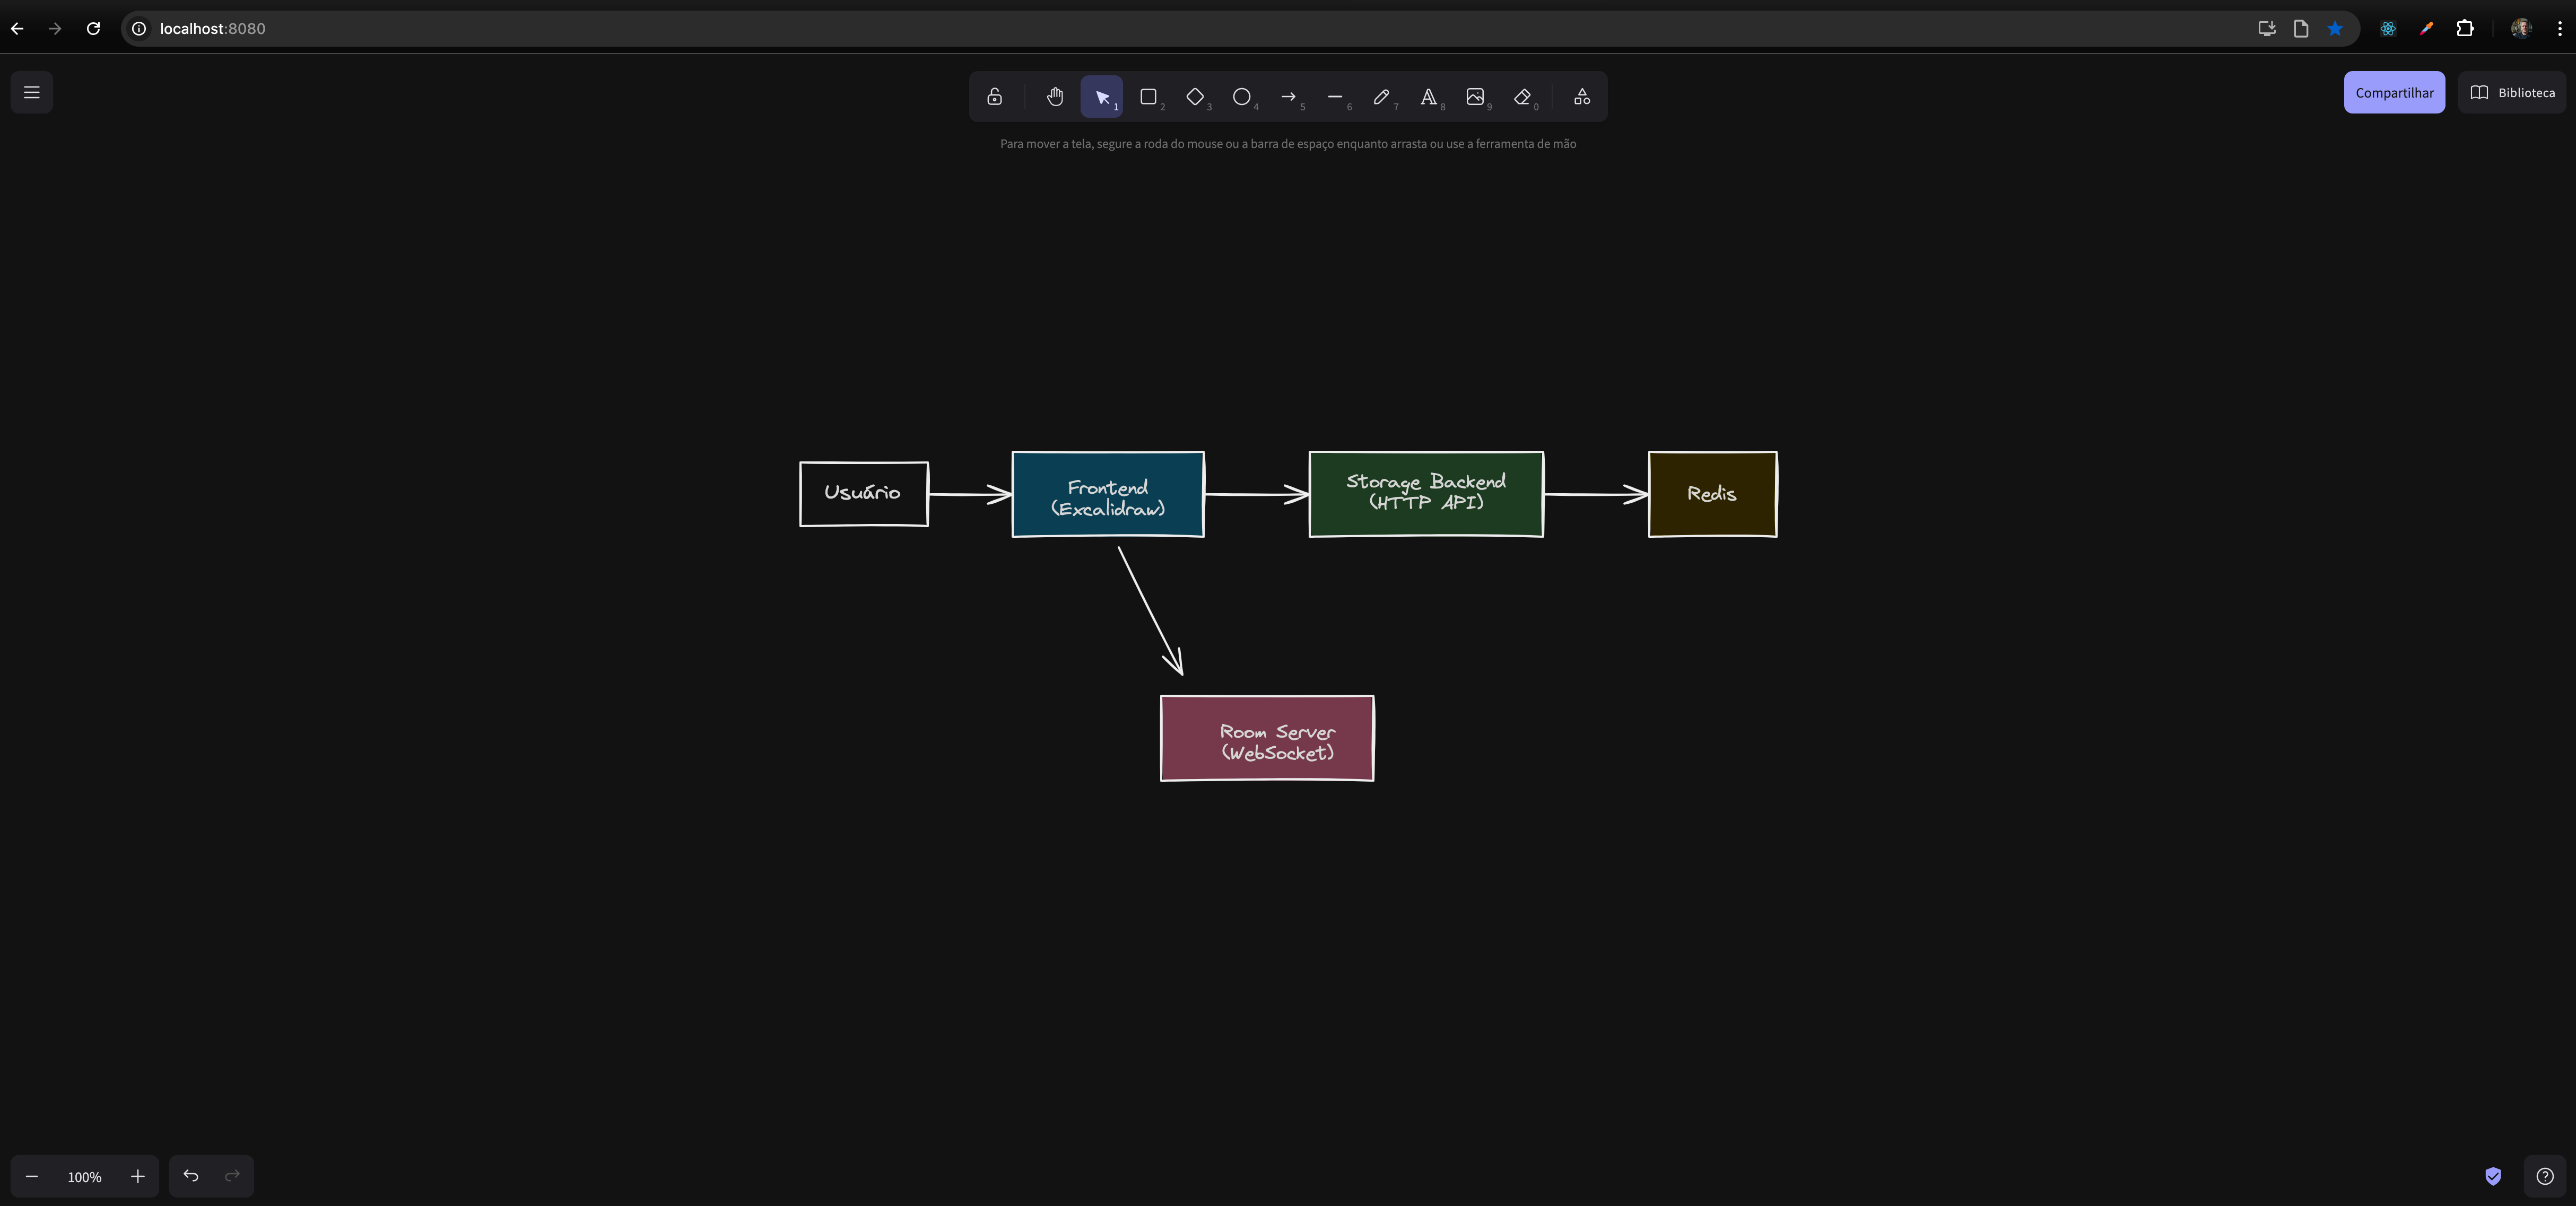 localhost:8080
1
2
3
4
5
6
7
8
9
0
Compartilhar
Biblioteca
Para mover a tela, segure a roda do mouse ou a barra de espaço enquanto arrasta ou use a ferramenta de mão
Usuário
Frontend
(Excalidraw)
Storage Backend
(HTTP API)
Redis
Room Server
(WebSocket)
100%